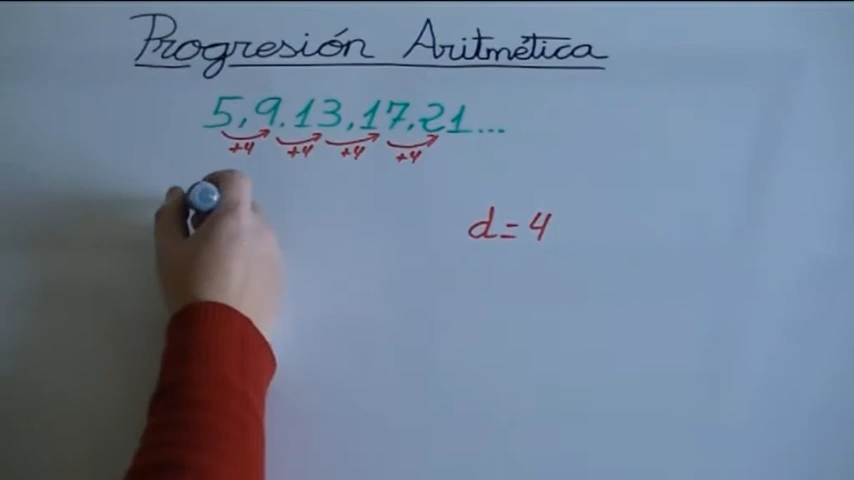 Progresión Aritmética
5,9.13,17,21...
+4 +4 +4 +4
d=4